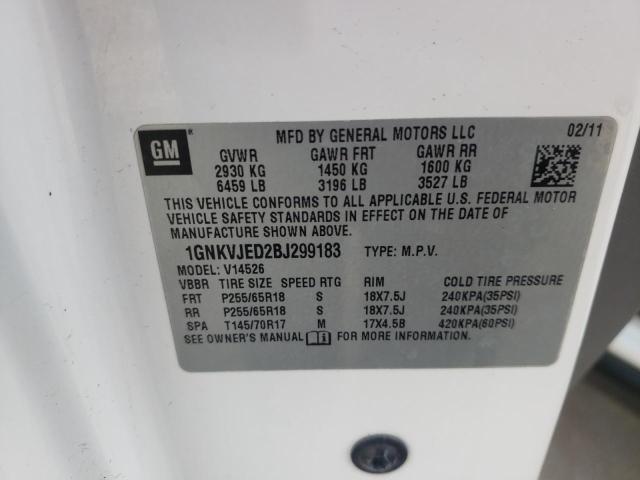 GM®
MFD BY GENERAL MOTORS LLC 02/11
GVWR GAWR FRT GAWR RR
2930 KG 1450 KG 1600 KG
6459 LB 3196 LB 3527 LB
THIS VEHICLE CONFORMS TO ALL APPLICABLE U.S. FEDERAL MOTOR
VEHICLE SAFETY STANDARDS IN EFFECT ON THE DATE OF
MANUFACTURE SHOWN ABOVE.
1GNKVJED2BJ299183 TYPE: M.P.V.
MODEL: V14526
VBBR TIRE SIZE SPEED RTG RIM COLD TIRE PRESSURE
FRT P255/65R18 S 18X7.5J 240KPA(35PSI)
RR P255/65R18 S 18X7.5J 240KPA(35PSI)
SPA T145/70R17 M 17X4.5B 420KPA(60PSI)
SEE OWNER'S MANUAL i FOR MORE INFORMATION.